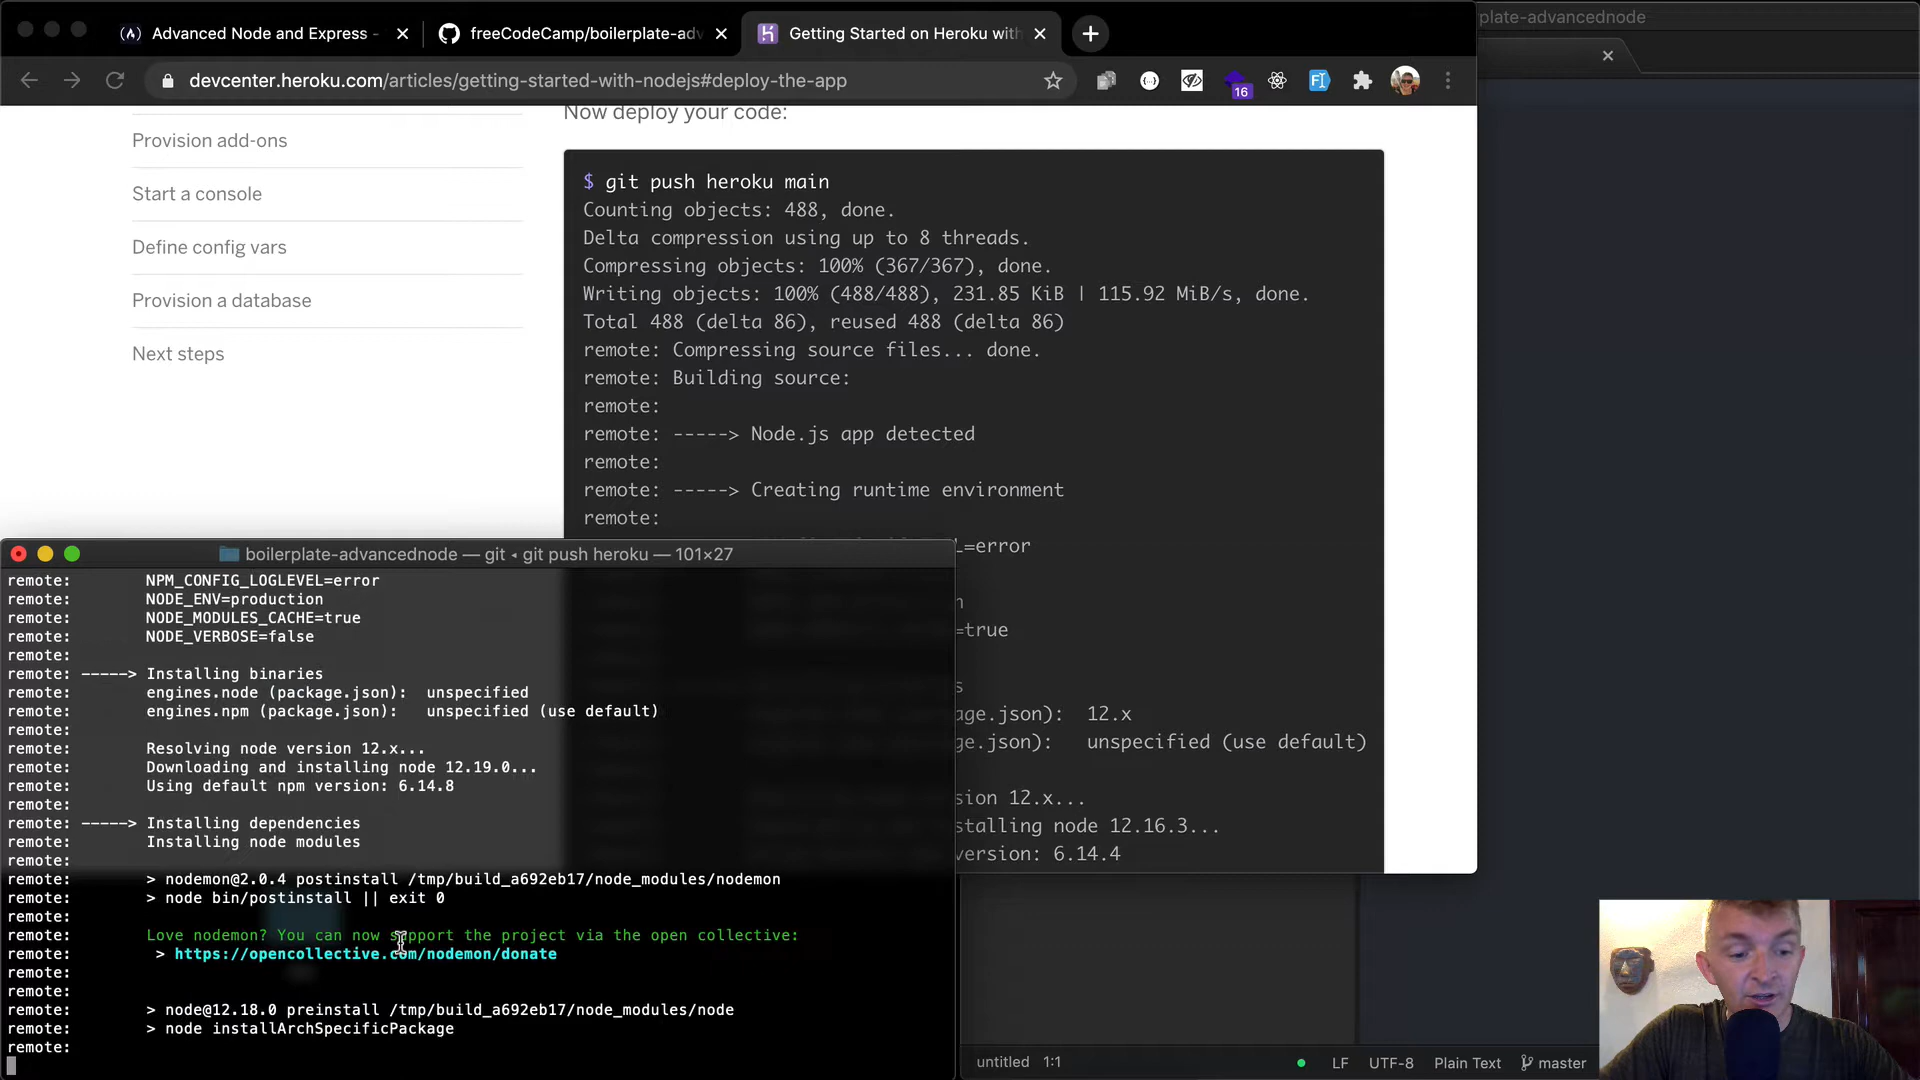 plate-advancednode
Advanced Node and Express -
freeCodeCamp/boilerplate-adv
Getting Started on Heroku with
devcenter.heroku.com/articles/getting-started-with-nodejs#deploy-the-app
16
Now deploy your code:
Provision add-ons
Start a console
Define config vars
Provision a database
Next steps
$ git push heroku main
Counting objects: 488, done.
Delta compression using up to 8 threads.
Compressing objects: 100% (367/367), done.
Writing objects: 100% (488/488), 231.85 KiB | 115.92 MiB/s, done.
Total 488 (delta 86), reused 488 (delta 86)
remote: Compressing source files... done.
remote: Building source:
remote:
remote: -----> Node.js app detected
remote:
remote: -----> Creating runtime environment
remote:
L=error
n
=true
s
ge.json): 12.x
ge.json): unspecified (use default)
sion 12.x...
stalling node 12.16.3...
version: 6.14.4
boilerplate-advancednode — git ◂ git push heroku — 101×27
remote: NPM_CONFIG_LOGLEVEL=error
remote: NODE_ENV=production
remote: NODE_MODULES_CACHE=true
remote: NODE_VERBOSE=false
remote:
remote: -----> Installing binaries
remote: engines.node (package.json): unspecified
remote: engines.npm (package.json): unspecified (use default)
remote:
remote: Resolving node version 12.x...
remote: Downloading and installing node 12.19.0...
remote: Using default npm version: 6.14.8
remote:
remote: -----> Installing dependencies
remote: Installing node modules
remote:
remote: > nodemon@2.0.4 postinstall /tmp/build_a692eb17/node_modules/nodemon
remote: > node bin/postinstall || exit 0
remote:
remote: Love nodemon? You can now support the project via the open collective:
remote: > https://opencollective.com/nodemon/donate
remote:
remote:
remote: > node@12.18.0 preinstall /tmp/build_a692eb17/node_modules/node
remote: > node installArchSpecificPackage
remote:
untitled 1:1
LF UTF-8 Plain Text master